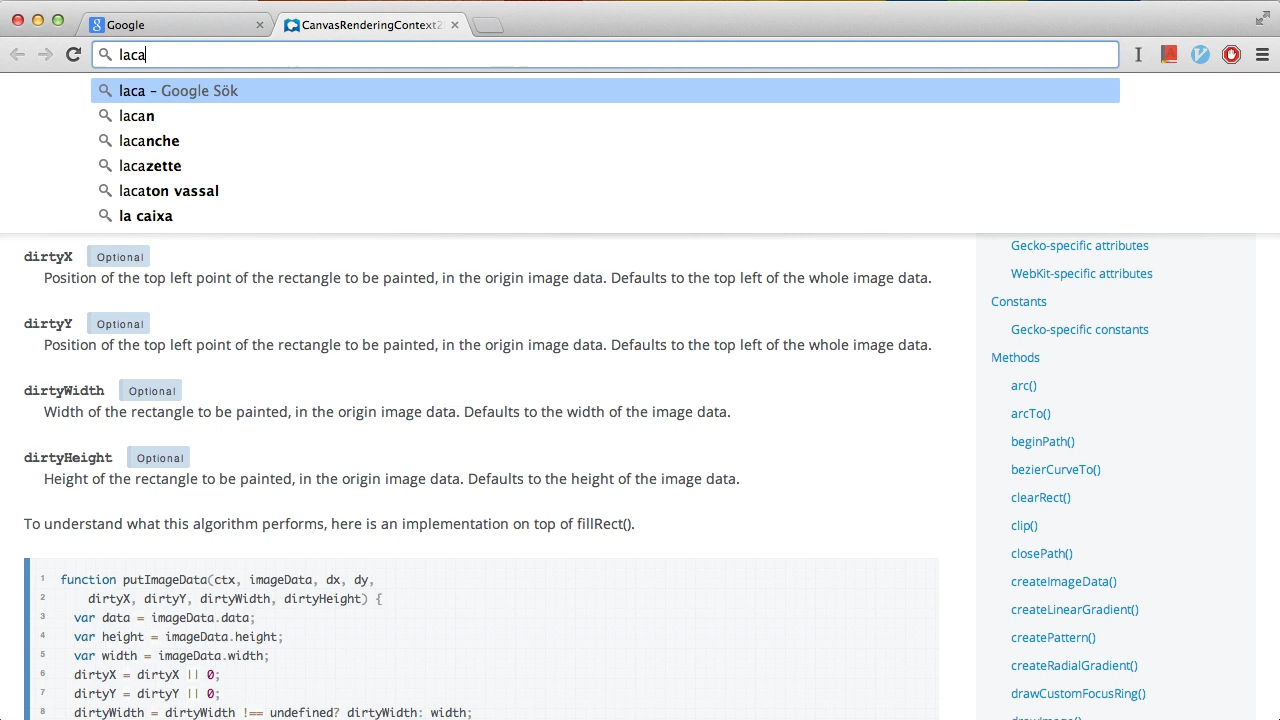 Google
CanvasRenderingContext2
laca
laca – Google Sök
lacan
lacanche
lacazette
lacaton vassal
la caixa
dirtyX Optional
Position of the top left point of the rectangle to be painted, in the origin image data. Defaults to the top left of the whole image data.
dirtyY Optional
Position of the top left point of the rectangle to be painted, in the origin image data. Defaults to the top left of the whole image data.
dirtyWidth Optional
Width of the rectangle to be painted, in the origin image data. Defaults to the width of the image data.
dirtyHeight Optional
Height of the rectangle to be painted, in the origin image data. Defaults to the height of the image data.
To understand what this algorithm performs, here is an implementation on top of fillRect().
1 function putImageData(ctx, imageData, dx, dy,
2 dirtyX, dirtyY, dirtyWidth, dirtyHeight) {
3 var data = imageData.data;
4 var height = imageData.height;
5 var width = imageData.width;
6 dirtyX = dirtyX || 0;
7 dirtyY = dirtyY || 0;
8 dirtyWidth = dirtyWidth !== undefined? dirtyWidth: width;
Gecko-specific attributes
WebKit-specific attributes
Constants
Gecko-specific constants
Methods
arc()
arcTo()
beginPath()
bezierCurveTo()
clearRect()
clip()
closePath()
createImageData()
createLinearGradient()
createPattern()
createRadialGradient()
drawCustomFocusRing()
drawImage()